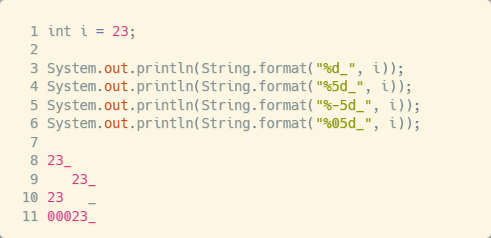 1 int i = 23;
2
3 System.out.println(String.format("%d_", i));
4 System.out.println(String.format("%5d_", i));
5 System.out.println(String.format("%-5d_", i));
6 System.out.println(String.format("%05d_", i));
7
8 23_
9    23_
10 23   _
11 00023_